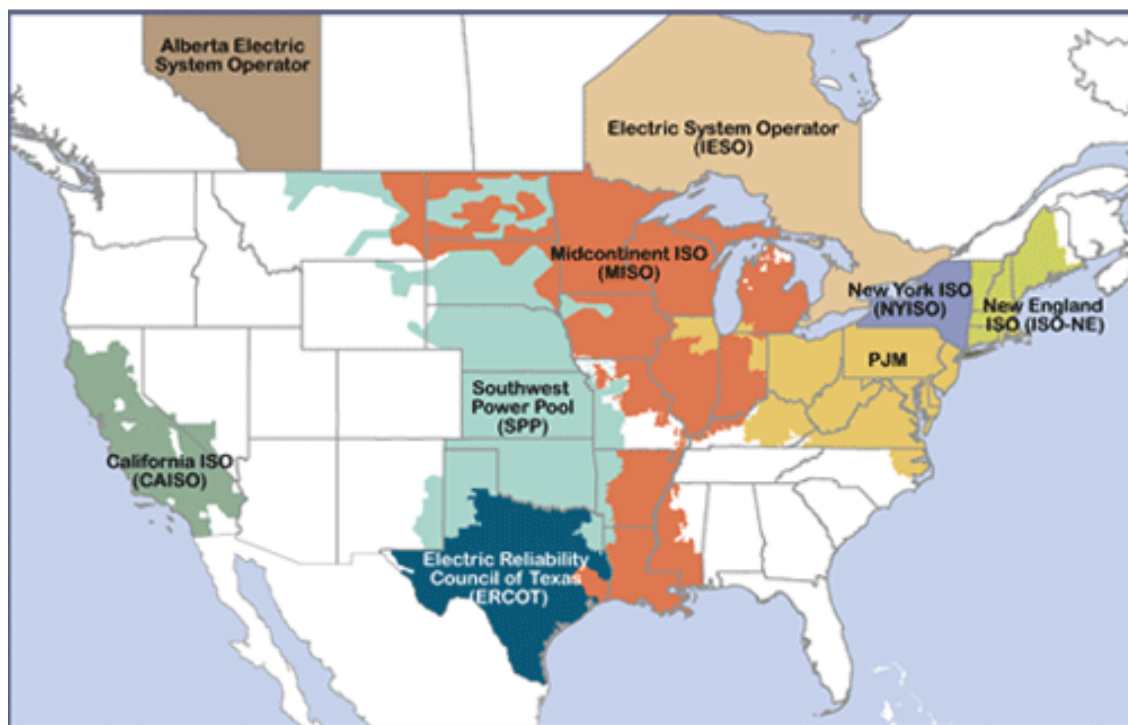 Alberta Electric
System Operator
Electric System Operator
(IESO)
Midcontinent ISO
(MISO)
New York ISO
(NYISO)
New England
ISO (ISO-NE)
PJM
Southwest
Power Pool
(SPP)
California ISO
(CAISO)
Electric Reliability
Council of Texas
(ERCOT)